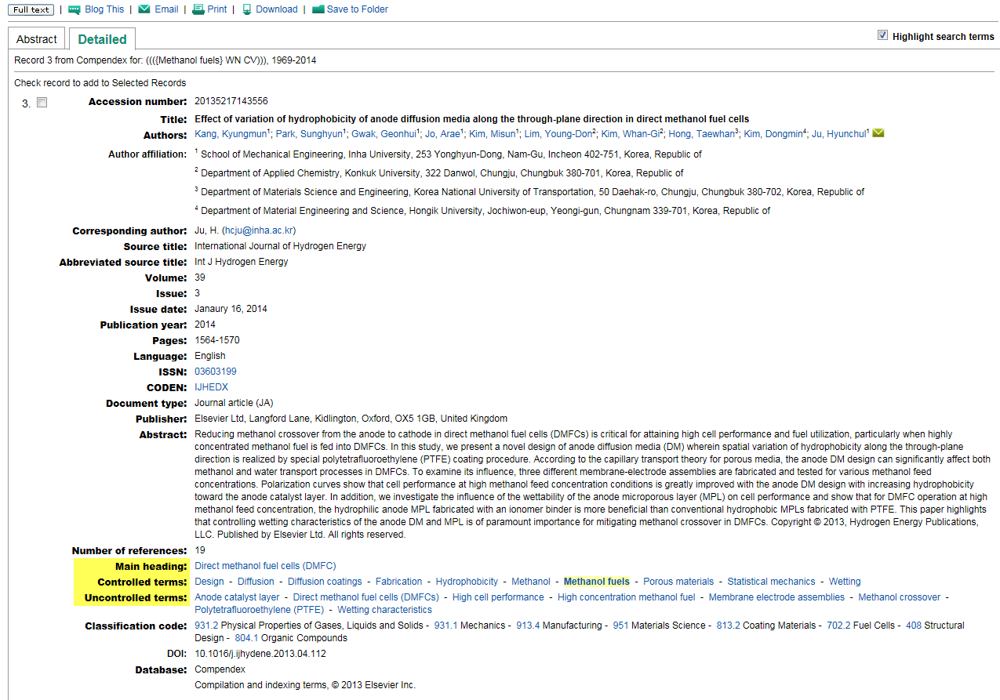 Full text | Blog This | Email | Print | Download | Save to Folder
Abstract Detailed Highlight search terms
Record 3 from Compendex for: ((({Methanol fuels} WN CV))), 1969-2014
Check record to add to Selected Records
3. Accession number: 20135217143556
Title: Effect of variation of hydrophobicity of anode diffusion media along the through-plane direction in direct methanol fuel cells
Authors: Kang, Kyungmun1; Park, Sunghyun1; Gwak, Geonhui1; Jo, Arae1; Kim, Misun1; Lim, Young-Don2; Kim, Whan-Gi2; Hong, Taewhan3; Kim, Dongmin4; Ju, Hyunchul1
Author affiliation: 1 School of Mechanical Engineering, Inha University, 253 Yonghyun-Dong, Nam-Gu, Incheon 402-751, Korea, Republic of
2 Department of Applied Chemistry, Konkuk University, 322 Danwol, Chungju, Chungbuk 380-701, Korea, Republic of
3 Department of Materials Science and Engineering, Korea National University of Transportation, 50 Daehak-ro, Chungju, Chungbuk 380-702, Korea, Republic of
4 Department of Material Engineering and Science, Hongik University, Jochiwon-eup, Yeongi-gun, Chungnam 339-701, Korea, Republic of
Corresponding author: Ju, H. (hcju@inha.ac.kr)
Source title: International Journal of Hydrogen Energy
Abbreviated source title: Int J Hydrogen Energy
Volume: 39
Issue: 3
Issue date: Janaury 16, 2014
Publication year: 2014
Pages: 1564-1570
Language: English
ISSN: 03603199
CODEN: IJHEDX
Document type: Journal article (JA)
Publisher: Elsevier Ltd, Langford Lane, Kidlington, Oxford, OX5 1GB, United Kingdom
Abstract: Reducing methanol crossover from the anode to cathode in direct methanol fuel cells (DMFCs) is critical for attaining high cell performance and fuel utilization, particularly when highly
concentrated methanol fuel is fed into DMFCs. In this study, we present a novel design of anode diffusion media (DM) wherein spatial variation of hydrophobicity along the through-plane
direction is realized by special polytetrafluoroethylene (PTFE) coating procedure. According to the capillary transport theory for porous media, the anode DM design can significantly affect both
methanol and water transport processes in DMFCs. To examine its influence, three different membrane-electrode assemblies are fabricated and tested for various methanol feed
concentrations. Polarization curves show that cell performance at high methanol feed concentration conditions is greatly improved with the anode DM design with increasing hydrophobicity
toward the anode catalyst layer. In addition, we investigate the influence of the wettability of the anode microporous layer (MPL) on cell performance and show that for DMFC operation at high
methanol feed concentration, the hydrophilic anode MPL fabricated with an ionomer binder is more beneficial than conventional hydrophobic MPLs fabricated with PTFE. This paper highlights
that controlling wetting characteristics of the anode DM and MPL is of paramount importance for mitigating methanol crossover in DMFCs. Copyright © 2013, Hydrogen Energy Publications,
LLC. Published by Elsevier Ltd. All rights reserved.
Number of references: 19
Main heading: Direct methanol fuel cells (DMFC)
Controlled terms: Design - Diffusion - Diffusion coatings - Fabrication - Hydrophobicity - Methanol - Methanol fuels - Porous materials - Statistical mechanics - Wetting
Uncontrolled terms: Anode catalyst layer - Direct methanol fuel cells (DMFCs) - High cell performance - High concentration methanol fuel - Membrane electrode assemblies - Methanol crossover -
Polytetrafluoroethylene (PTFE) - Wetting characteristics
Classification code: 931.2 Physical Properties of Gases, Liquids and Solids - 931.1 Mechanics - 913.4 Manufacturing - 951 Materials Science - 813.2 Coating Materials - 702.2 Fuel Cells - 408 Structural
Design - 804.1 Organic Compounds
DOI: 10.1016/j.ijhydene.2013.04.112
Database: Compendex
Compilation and indexing terms, © 2013 Elsevier Inc.